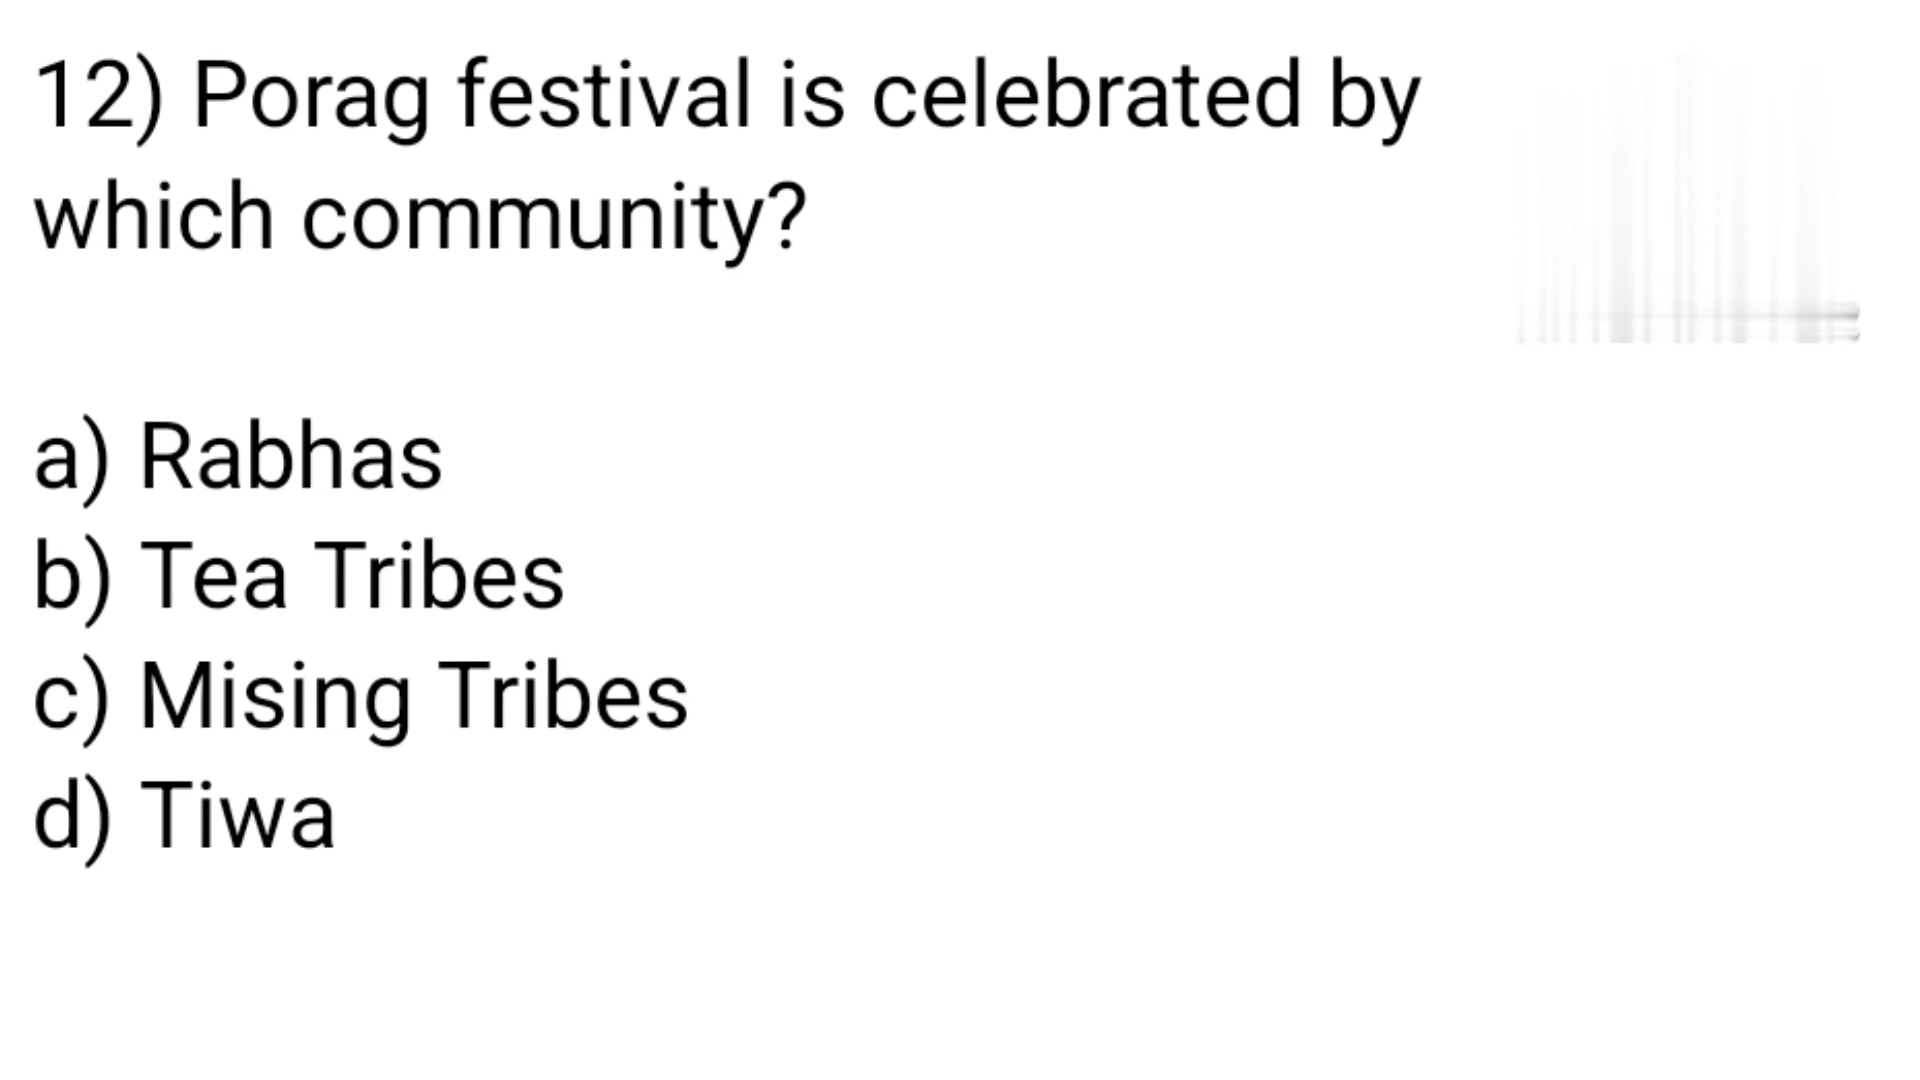 12) Porag festival is celebrated by
which community?
a) Rabhas
b) Tea Tribes
c) Mising Tribes
d) Tiwa